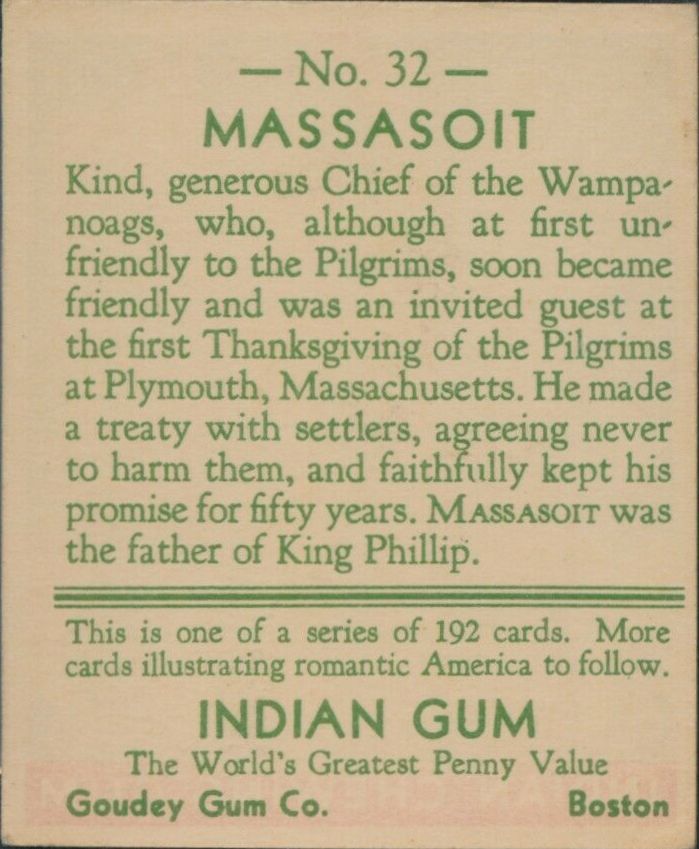 — No. 32 —
MASSASOIT
Kind, generous Chief of the Wampa-
noags, who, although at first un-
friendly to the Pilgrims, soon became
friendly and was an invited guest at
the first Thanksgiving of the Pilgrims
at Plymouth, Massachusetts. He made
a treaty with settlers, agreeing never
to harm them, and faithfully kept his
promise for fifty years. MASSASOIT was
the father of King Phillip.
This is one of a series of 192 cards. More
cards illustrating romantic America to follow.
INDIAN GUM
The World's Greatest Penny Value
Goudey Gum Co. Boston